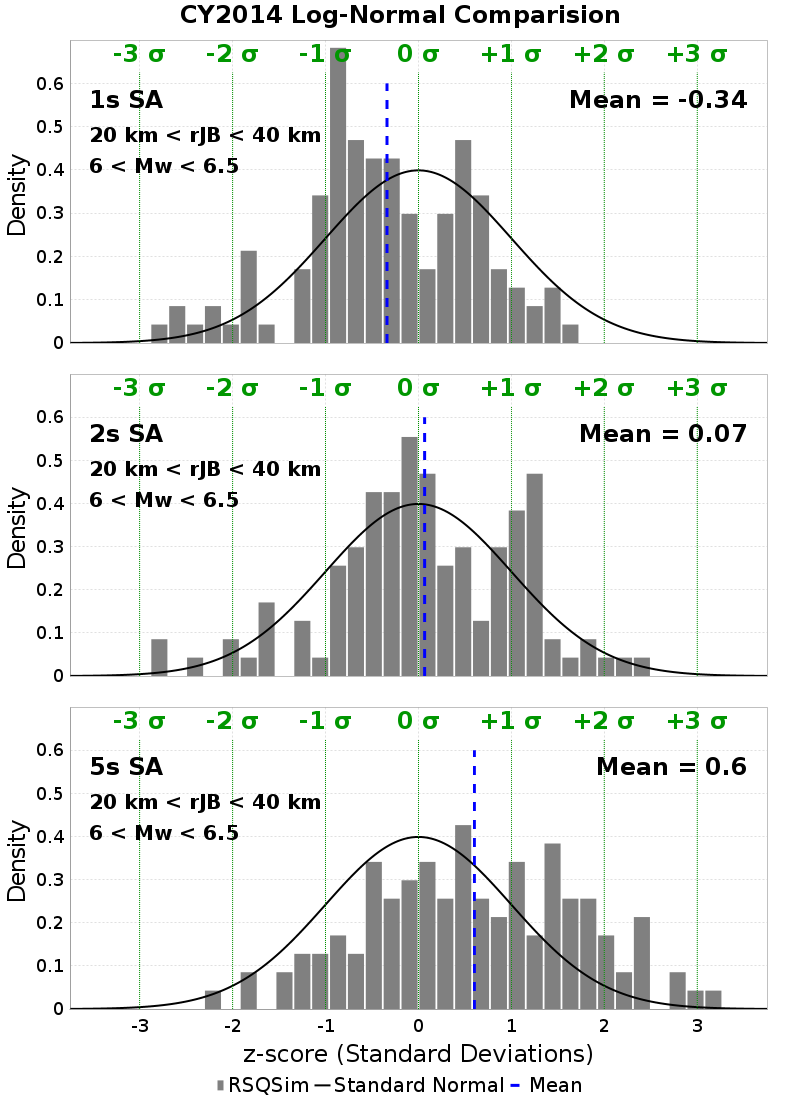 CY2014 Log-Normal Comparision
-3 σ -2 σ -1 σ 0 σ +1 σ +2 σ +3 σ
1s SA
Mean = -0.34
20 km < rJB < 40 km
6 < Mw < 6.5
Density
0.6
0.5
0.4
0.3
0.2
0.1
0
-3 σ -2 σ -1 σ 0 σ +1 σ +2 σ +3 σ
2s SA
Mean = 0.07
20 km < rJB < 40 km
6 < Mw < 6.5
Density
0.6
0.5
0.4
0.3
0.2
0.1
0
-3 σ -2 σ -1 σ 0 σ +1 σ +2 σ +3 σ
5s SA
Mean = 0.6
20 km < rJB < 40 km
6 < Mw < 6.5
Density
0.6
0.5
0.4
0.3
0.2
0.1
0
-3 -2 -1 0 1 2 3
z-score (Standard Deviations)
RSQSim Standard Normal Mean